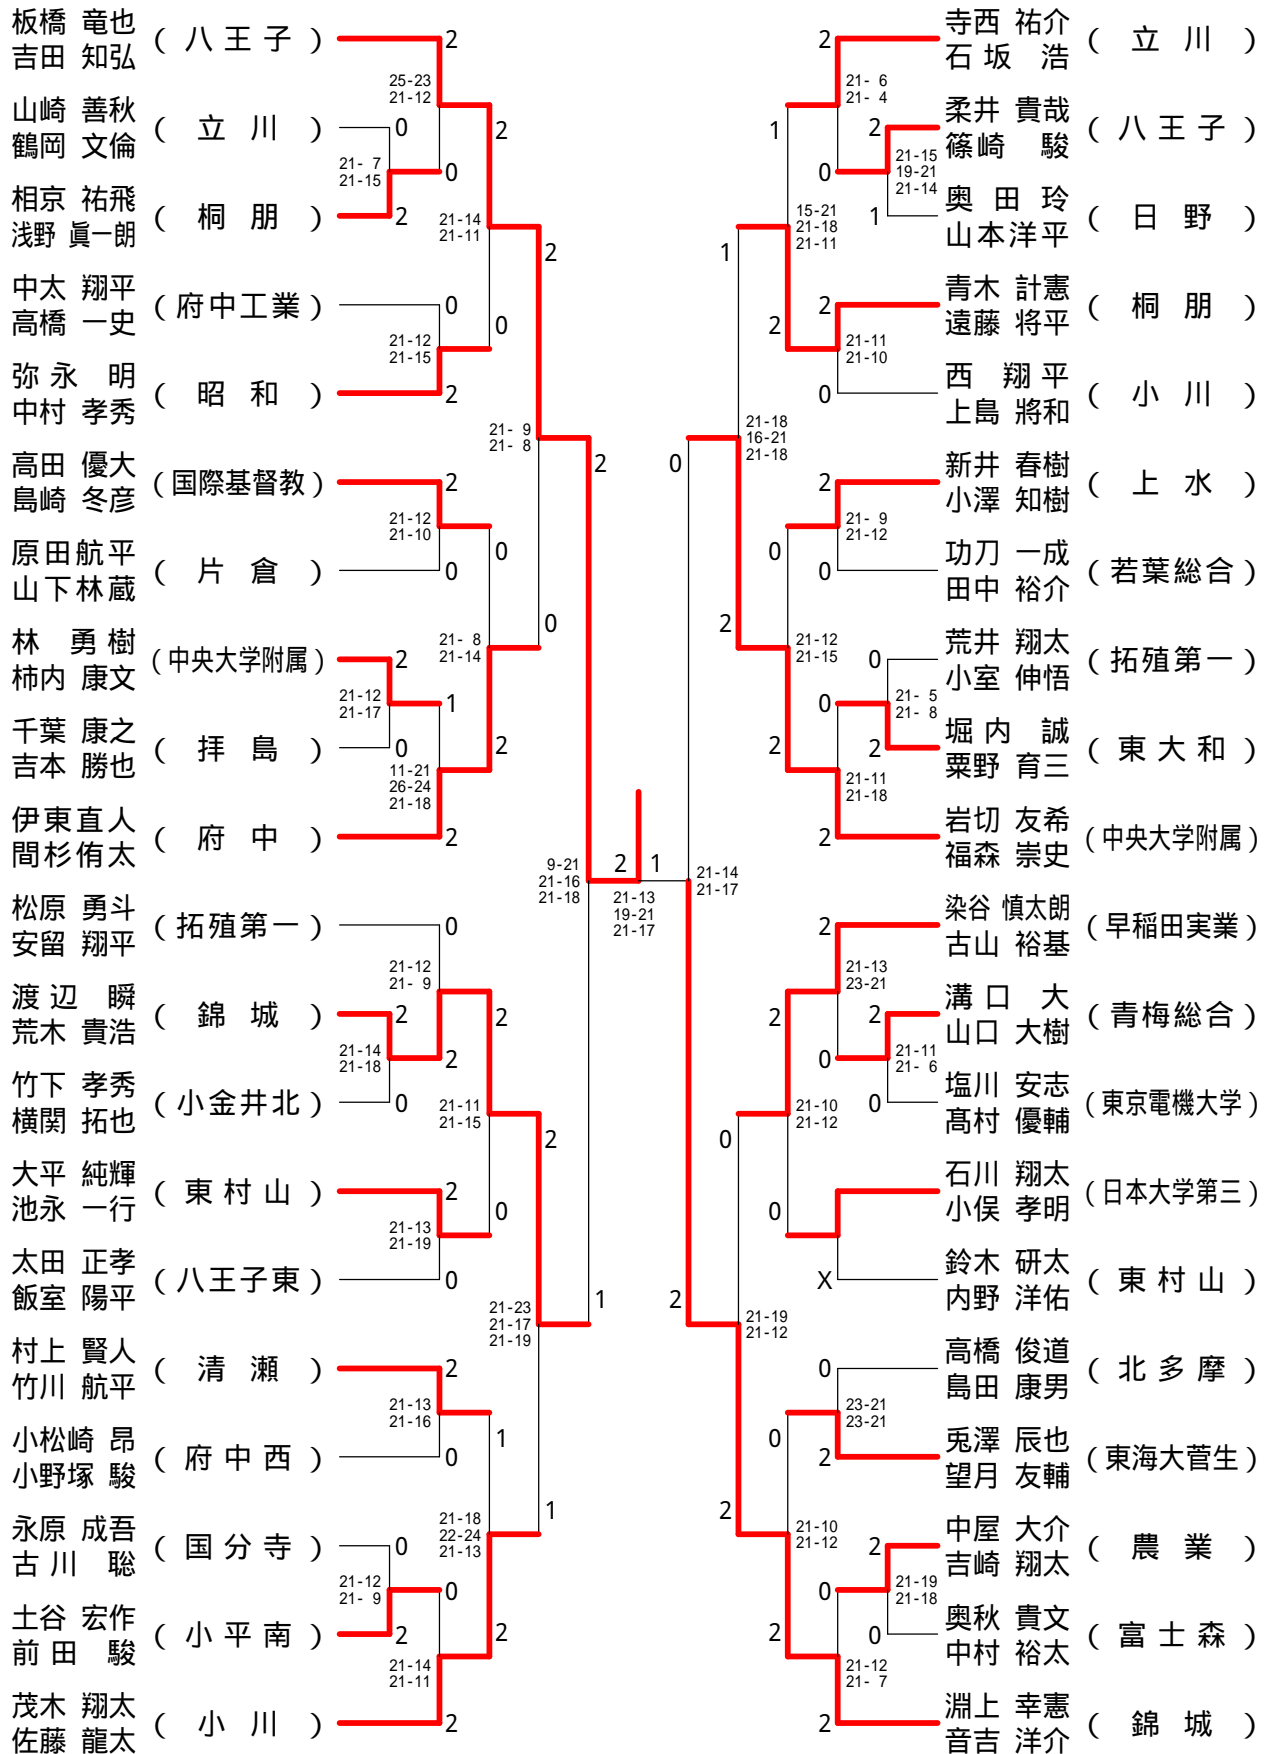 板橋 竜也
吉田 知弘
( 八 王 子 )
2
25-23
21-12
山崎 善秋
鶴岡 文倫
( 立 川 )
0
2
21- 7
21-15
0
相京 祐飛
浅野 眞一朗
( 桐 朋 )
2
21-14
21-11
2
中太 翔平
高橋 一史
( 府中工業 )
0
0
21-12
21-15
弥永 明
中村 孝秀
( 昭 和 )
2
21- 9
21- 8
2
高田 優大
島崎 冬彦
( 国際基督教 )
2
21-12
21-10
0
原田航平
山下林蔵
( 片 倉 )
0
0
林 勇樹
柿内 康文
( 中央大学附属 )
2
21- 8
21-14
21-12
21-17
1
千葉 康之
吉本 勝也
( 拝 島 )
0
2
11-21
26-24
21-18
伊東直人
間杉侑太
( 府 中 )
2
9-21
21-16
21-18
2
1
21-13
19-21
21-17
松原 勇斗
安留 翔平
( 拓殖第一 )
0
21-12
21- 9
渡辺 瞬
荒木 貴浩
( 錦 城 )
2
2
21-14
21-18
2
竹下 孝秀
横関 拓也
( 小金井北 )
0
21-11
21-15
2
大平 純輝
池永 一行
( 東 村 山 )
2
0
21-13
21-19
太田 正孝
飯室 陽平
( 八王子東 )
0
21-23
21-17
21-19
1
村上 賢人
竹川 航平
( 清 瀬 )
2
21-13
21-16
1
小松崎 昂
小野塚 駿
( 府 中 西 )
0
1
永原 成吾
古川 聡
( 国 分 寺 )
0
21-18
22-24
21-13
21-12
21- 9
0
土谷 宏作
前田 駿
( 小 平 南 )
2
2
21-14
21-11
茂木 翔太
佐藤 龍太
( 小 川 )
2
2
寺西 祐介
石坂 浩
( 立 川 )
21- 6
21- 4
1
2
柔井 貴哉
篠崎 駿
( 八 王 子 )
0
21-15
19-21
21-14
1
奥田 玲
山本洋平
( 日 野 )
15-21
21-18
21-11
1
2
青木 計憲
遠藤 将平
( 桐 朋 )
2
21-11
21-10
0
西 翔平
上島 將和
( 小 川 )
21-18
16-21
21-18
0
2
新井 春樹
小澤 知樹
( 上 水 )
21- 9
21-12
0
0
功刀 一成
田中 裕介
( 若葉総合 )
2
21-12
21-15
0
荒井 翔太
小室 伸悟
( 拓殖第一 )
0
21- 5
21- 8
2
2
堀内 誠
粟野 育三
( 東 大 和 )
21-11
21-18
2
岩切 友希
福森 崇史
( 中央大学附属 )
21-14
21-17
2
染谷 慎太朗
古山 裕基
( 早稲田実業 )
21-13
23-21
2
2
溝口 大
山口 大樹
( 青梅総合 )
0
21-11
21- 6
0
塩川 安志
髙村 優輔
( 東京電機大学 )
21-10
21-12
0
石川 翔太
小俣 孝明
( 日本大学第三 )
0
X
鈴木 研太
内野 洋佑
( 東 村 山 )
2
21-19
21-12
0
高橋 俊道
島田 康男
( 北 多 摩 )
23-21
23-21
0
2
兎澤 辰也
望月 友輔
( 東海大菅生 )
2
21-10
21-12
2
中屋 大介
吉崎 翔太
( 農 業 )
0
21-19
21-18
2
0
奥秋 貴文
中村 裕太
( 富 士 森 )
21-12
21- 7
2
淵上 幸憲
音吉 洋介
( 錦 城 )